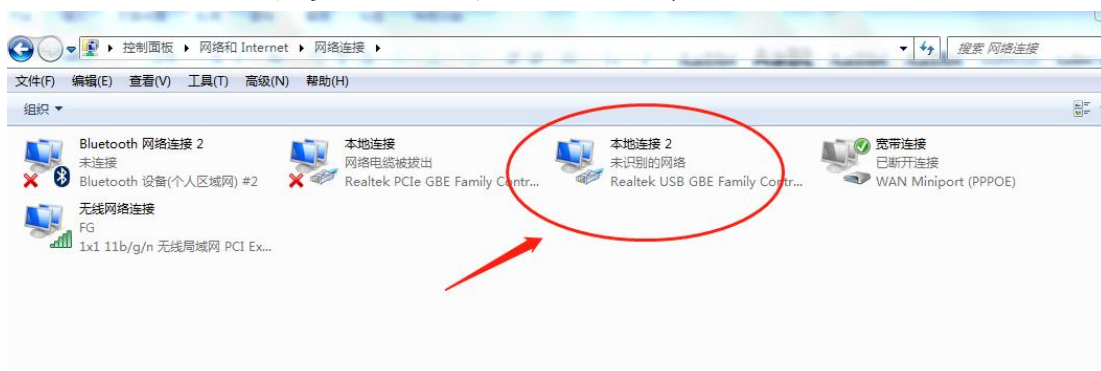 控制面板 ▸ 网络和 Internet ▸ 网络连接 ▸
搜索 网络连接
文件(F) 编辑(E) 查看(V) 工具(T) 高级(N) 帮助(H)
组织 ▼
Bluetooth 网络连接 2
未连接
Bluetooth 设备(个人区域网) #2
本地连接
网络电缆被拔出
Realtek PCIe GBE Family Contr...
本地连接 2
未识别的网络
Realtek USB GBE Family Contr...
宽带连接
已断开连接
WAN Miniport (PPPOE)
无线网络连接
FG
1x1 11b/g/n 无线局域网 PCI Ex...